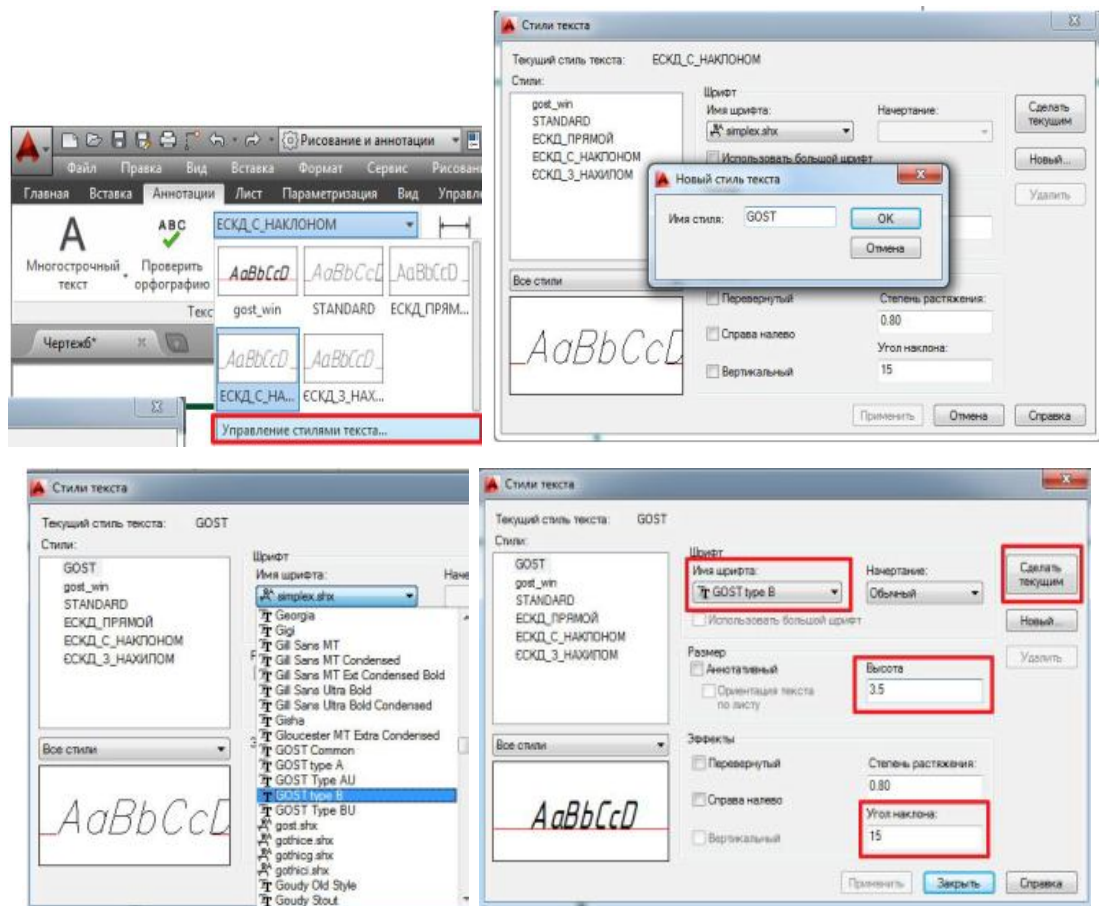 Рисование и аннотации
Файл Правка Вид Вставка Формат Сервис Рисован
Главная Вставка Аннотации Лист Параметризация Вид Управл
A
Многострочный текст
ABC
Проверить орфографию
ЕСКД_С_НАКЛОНОМ
AaBbCcD AaBbCcD AaBbCcD
gost_win STANDARD ЕСКД_ПРЯМ...
Текс
Чертеж6*
AaBbCcD AaBbCcD
ЕСКД_С_НА... ЄСКД_З_НАХ...
Управление стилями текста...
Стили текста
Текущий стиль текста: ЕСКД_С_НАКЛОНОМ
Стили:
gost_win
STANDARD
ЕСКД_ПРЯМОЙ
ЕСКД_С_НАКЛОНОМ
ЄСКД_З_НАХИЛОМ
Шрифт
Имя шрифта:
Начертание:
simplex.shx
Использовать большой шрифт
Сделать текущим
Новый...
Удалить
Новый стиль текста
Имя стиля: GOST
OK
Отмена
Все стили
AaBbCcD
Перевернутый
Справа налево
Вертикальный
Степень растяжения:
0.80
Угол наклона:
15
Применить Отмена Справка
Стили текста
Текущий стиль текста: GOST
Стили:
GOST
gost_win
STANDARD
ЕСКД_ПРЯМОЙ
ЕСКД_С_НАКЛОНОМ
ЄСКД_З_НАХИЛОМ
Все стили
AaBbCcD
Шрифт
Имя шрифта:
Наче
simplex.shx
Georgia
Gigi
Gill Sans MT
Gill Sans MT Condensed
Gill Sans MT Ext Condensed Bold
Gill Sans Ultra Bold
Gill Sans Ultra Bold Condensed
Gisha
Gloucester MT Extra Condensed
GOST Common
GOST type A
GOST Type AU
GOST type B
GOST Type BU
gost.shx
gothice.shx
gothicg.shx
gothici.shx
Goudy Old Style
Goudy Stout
Стили текста
Текущий стиль текста: GOST
Стили:
GOST
gost_win
STANDARD
ЕСКД_ПРЯМОЙ
ЕСКД_С_НАКЛОНОМ
ЄСКД_З_НАХИЛОМ
Все стили
AaBbCcD
Шрифт
Имя шрифта:
GOST type B
Начертание:
Обычный
Использовать большой шрифт
Размер
Аннотативный
Ориентация текста по листу
Высота
3.5
Эффекты
Перевернутый
Справа налево
Вертикальный
Степень растяжения:
0.80
Угол наклона:
15
Сделать текущим
Новый...
Удалить
Применить Закрыть Справка